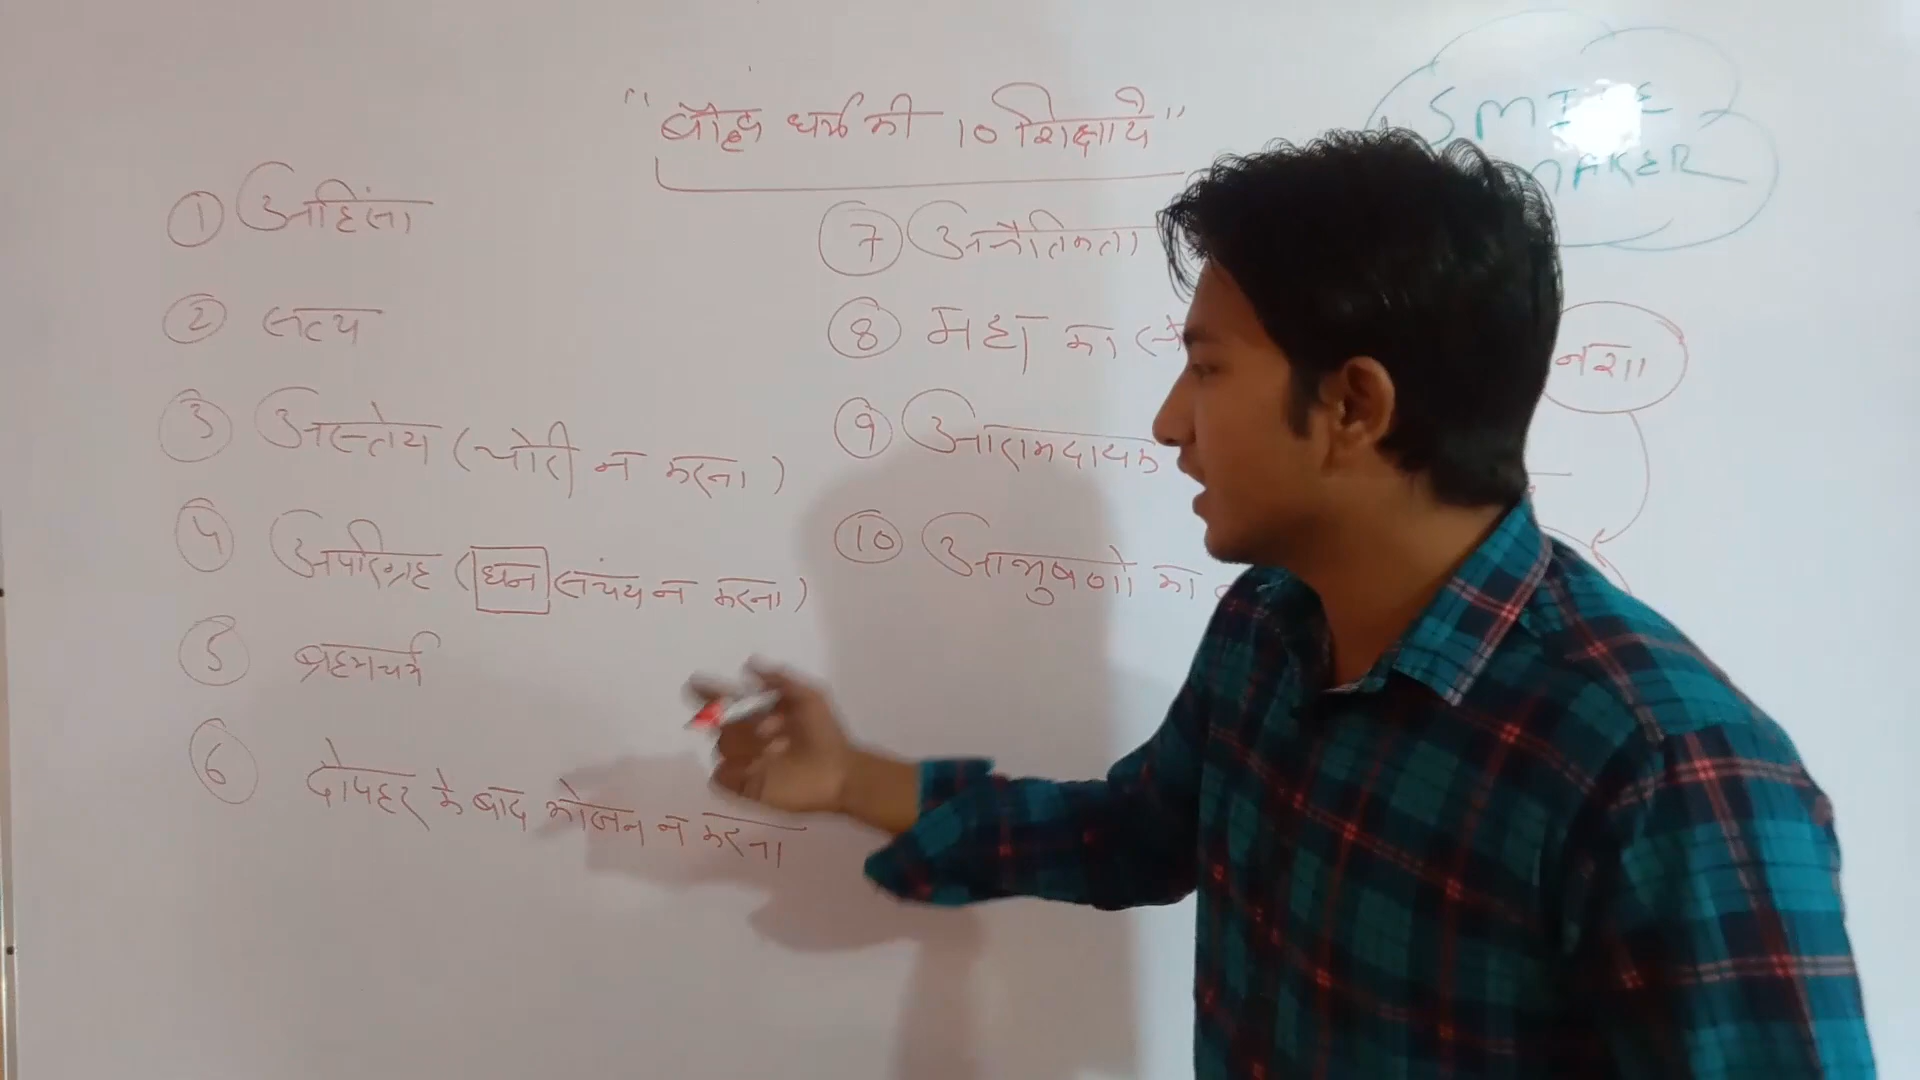 "बौद्ध धर्म की 10 शिक्षाये"
SMILE
MAKER
① अहिंसा
② सत्य
③ अस्तेय (चोरी न करना)
④ अपरिग्रह (धन संचय न करना)
⑤ ब्रह्मचर्य
⑥ दोपहर के बाद भोजन न करना
⑦ अनैतिकता
⑧ मद्य का
नशा
⑨ आरामदायक
⑩ आभुषणो का